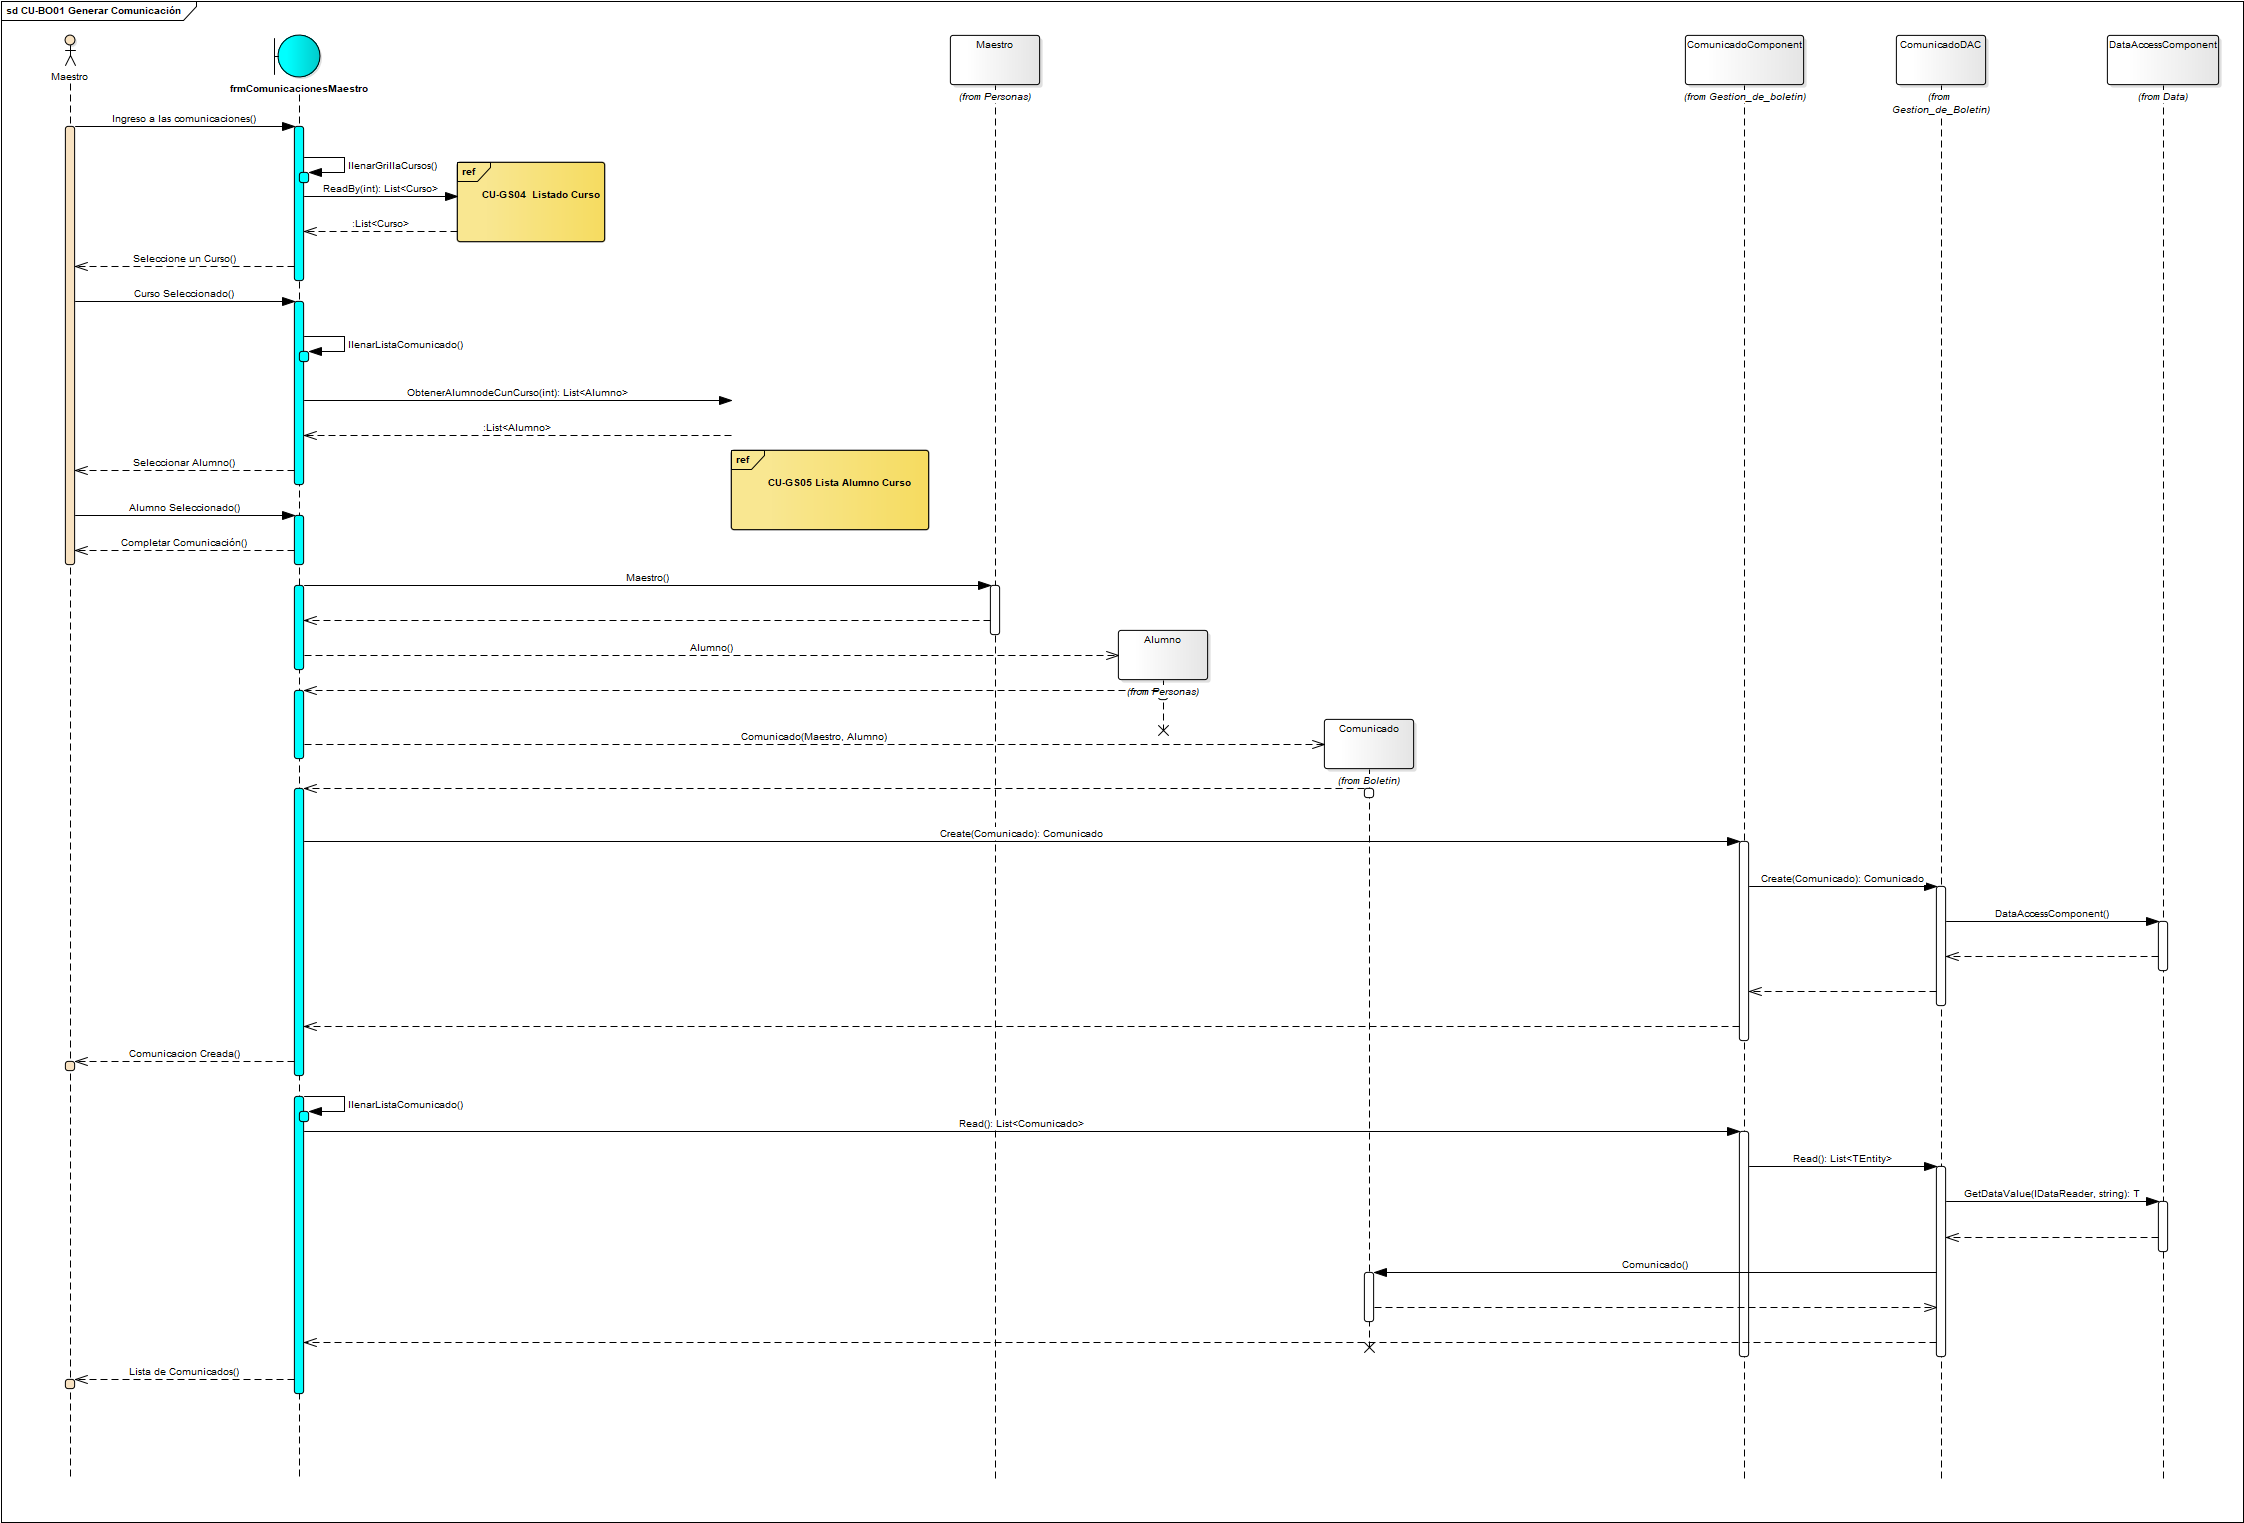 sd CU-BO01 Generar Comunicación
Maestro
frmComunicacionesMaestro
Maestro
(from Personas)
ComunicadoComponent
(from Gestion_de_boletin)
ComunicadoDAC
(from
Gestion_de_Boletin)
DataAccessComponent
(from Data)
Ingreso a las comunicaciones()
llenarGrillaCursos()
ref
CU-GS04  Listado Curso
ReadBy(int): List<Curso>
:List<Curso>
Seleccione un Curso()
Curso Seleccionado()
llenarListaComunicado()
ObtenerAlumnodeCunCurso(int): List<Alumno>
:List<Alumno>
Seleccionar Alumno()
ref
CU-GS05 Lista Alumno Curso
Alumno Seleccionado()
Completar Comunicación()
Maestro()
Alumno
Alumno()
(from Personas)
Comunicado
Comunicado(Maestro, Alumno)
(from Boletin)
Create(Comunicado): Comunicado
Create(Comunicado): Comunicado
DataAccessComponent()
Comunicacion Creada()
llenarListaComunicado()
Read(): List<Comunicado>
Read(): List<TEntity>
GetDataValue(IDataReader, string): T
Comunicado()
Lista de Comunicados()